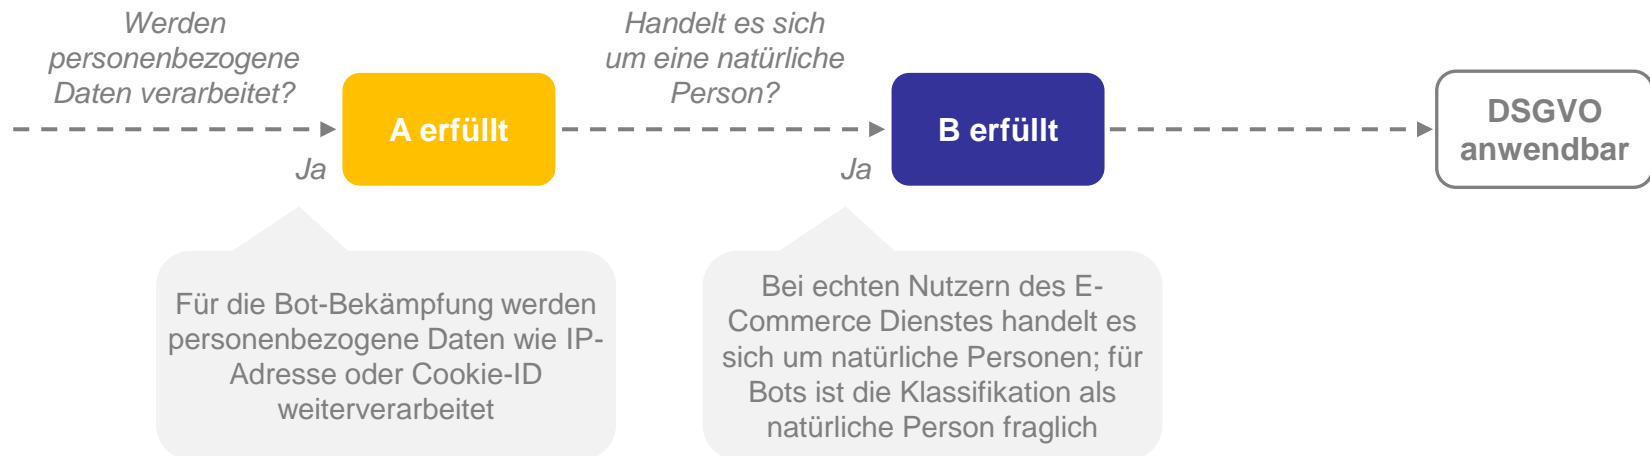 Werden
personenbezogene
Daten verarbeitet?
Ja
A erfüllt
Handelt es sich
um eine natürliche
Person?
Ja
B erfüllt
DSGVO
anwendbar
Für die Bot-Bekämpfung werden
personenbezogene Daten wie IP-
Adresse oder Cookie-ID
weiterverarbeitet
Bei echten Nutzern des E-
Commerce Dienstes handelt es
sich um natürliche Personen; für
Bots ist die Klassifikation als
natürliche Person fraglich